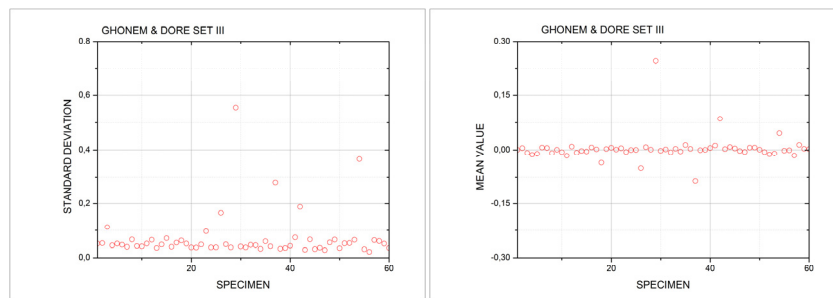 GHONEM & DORE SET III
0.8
0,6
0,4
0,2
0,0
STANDARD DEVIATION
20
40
60
SPECIMEN
GHONEM & DORE SET III
0.30
0,15
0,00
-0,15
-0,30
MEAN YALUE
20
40
60
SPECIMEN